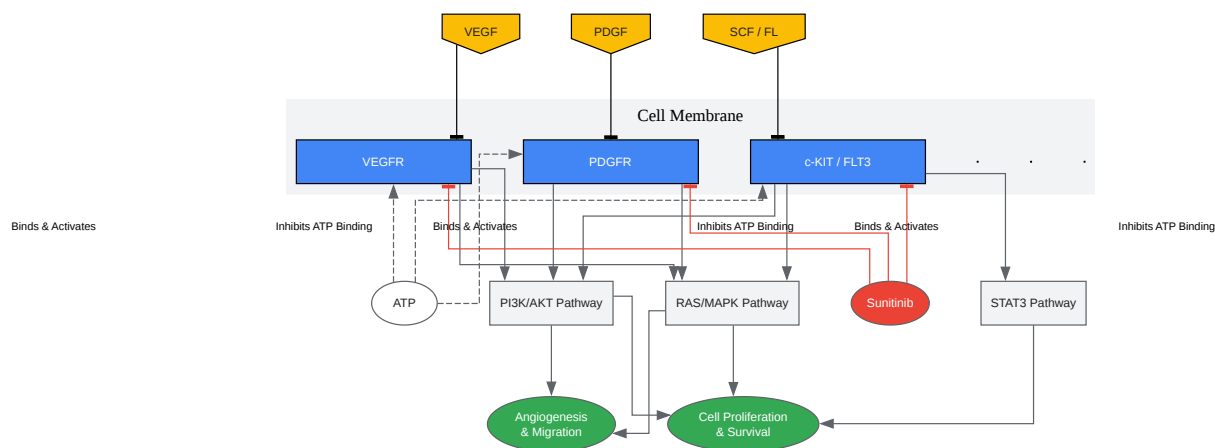 VEGF
PDGF
SCF / FL
Cell Membrane
VEGFR
PDGFR
c-KIT / FLT3
. . .
Binds & Activates
Inhibits ATP Binding
Binds & Activates
Inhibits ATP Binding
Binds & Activates
Inhibits ATP Binding
ATP
PI3K/AKT Pathway
RAS/MAPK Pathway
Sunitinib
STAT3 Pathway
Angiogenesis
& Migration
Cell Proliferation
& Survival